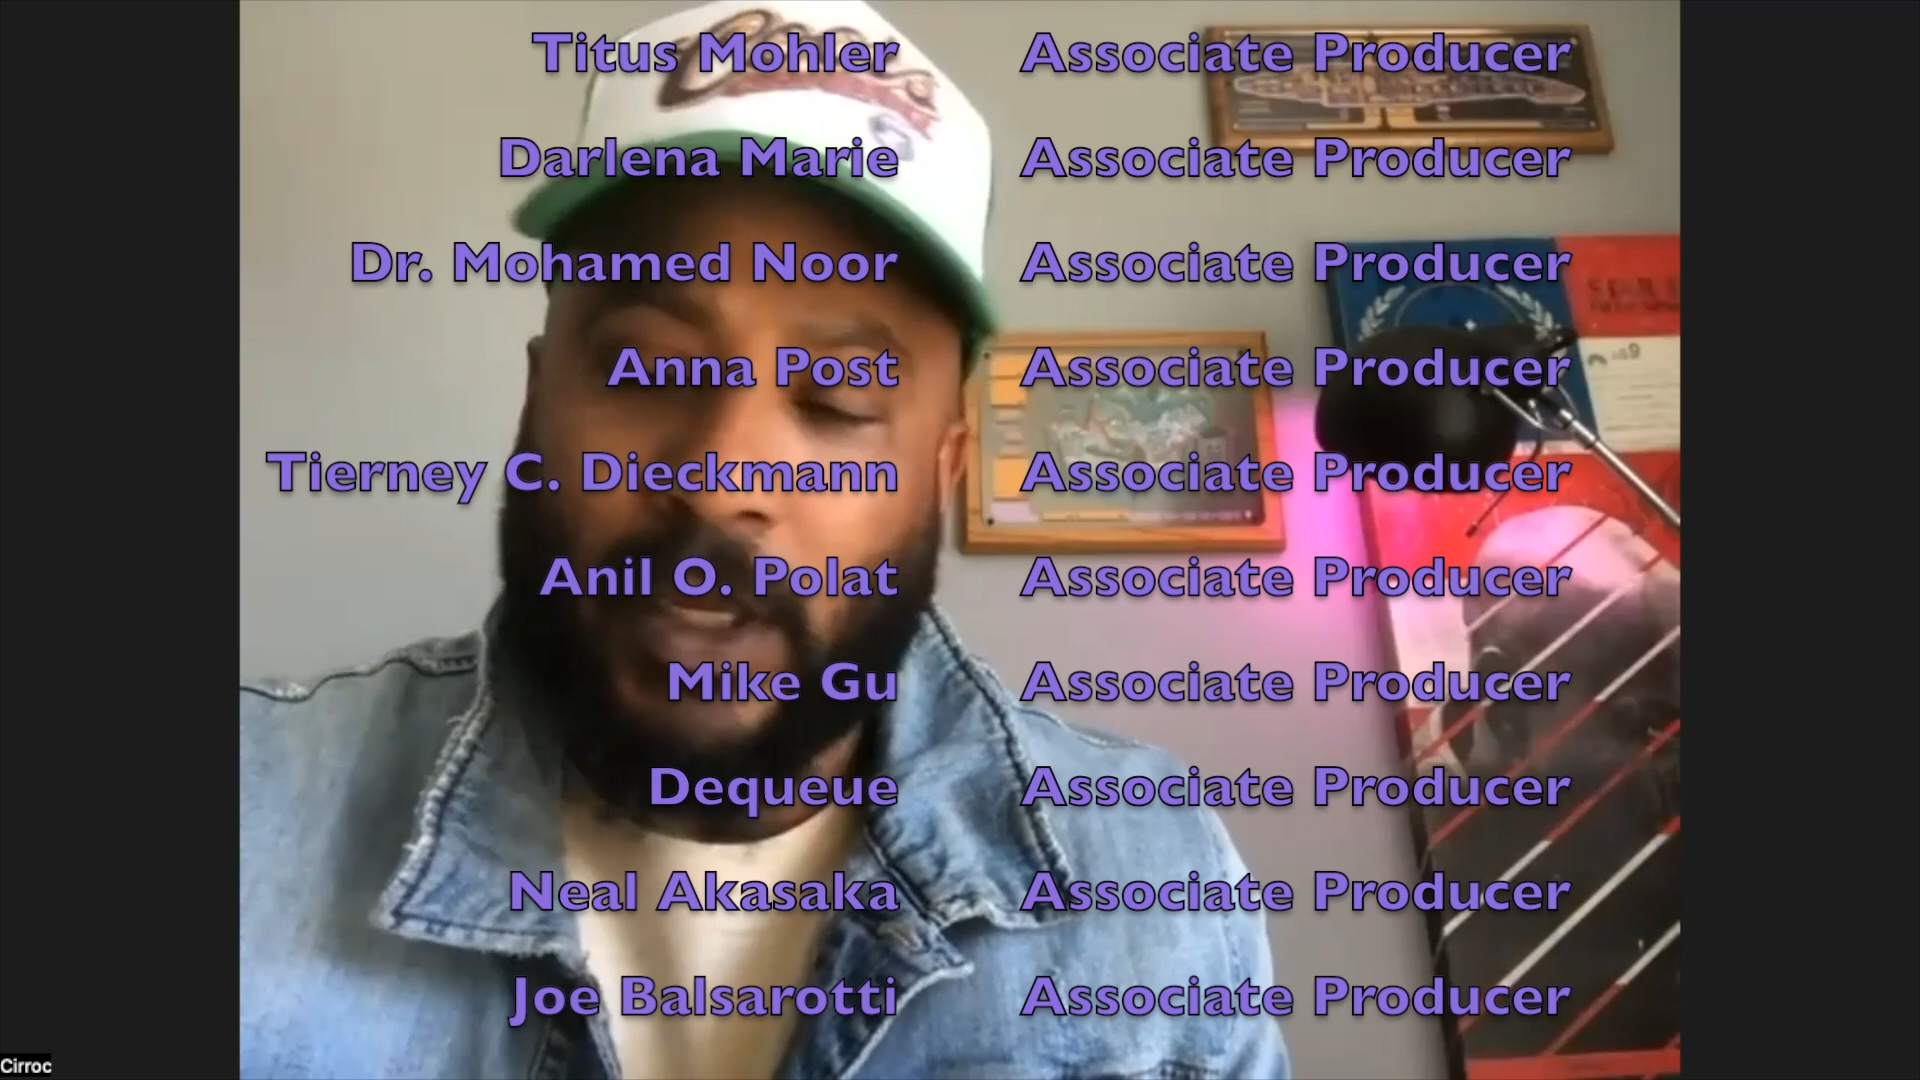 Titus Mohler Associate Producer
Darlena Marie Associate Producer
Dr. Mohamed Noor Associate Producer
Anna Post Associate Producer
Tierney C. Dieckmann Associate Producer
Anil O. Polat Associate Producer
Mike Gu Associate Producer
Dequeue Associate Producer
Neal Akasaka Associate Producer
Joe Balsarotti Associate Producer
Cirroc